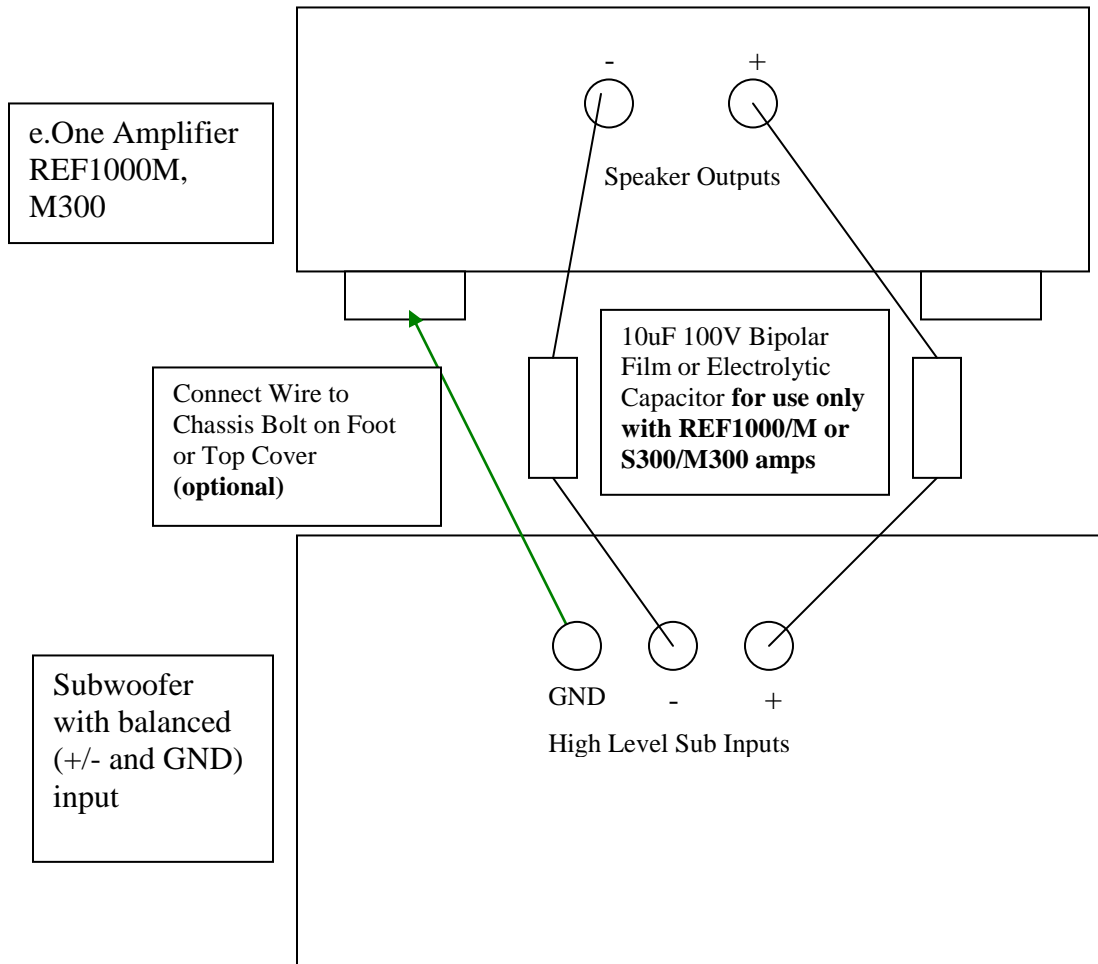 -
+
e.One Amplifier
REF1000M,
M300
Speaker Outputs
10uF 100V Bipolar
Film or Electrolytic
Capacitor for use only
with REF1000/M or
S300/M300 amps
Connect Wire to
Chassis Bolt on Foot
or Top Cover
(optional)
Subwoofer
with balanced
(+/- and GND)
input
GND - +
High Level Sub Inputs